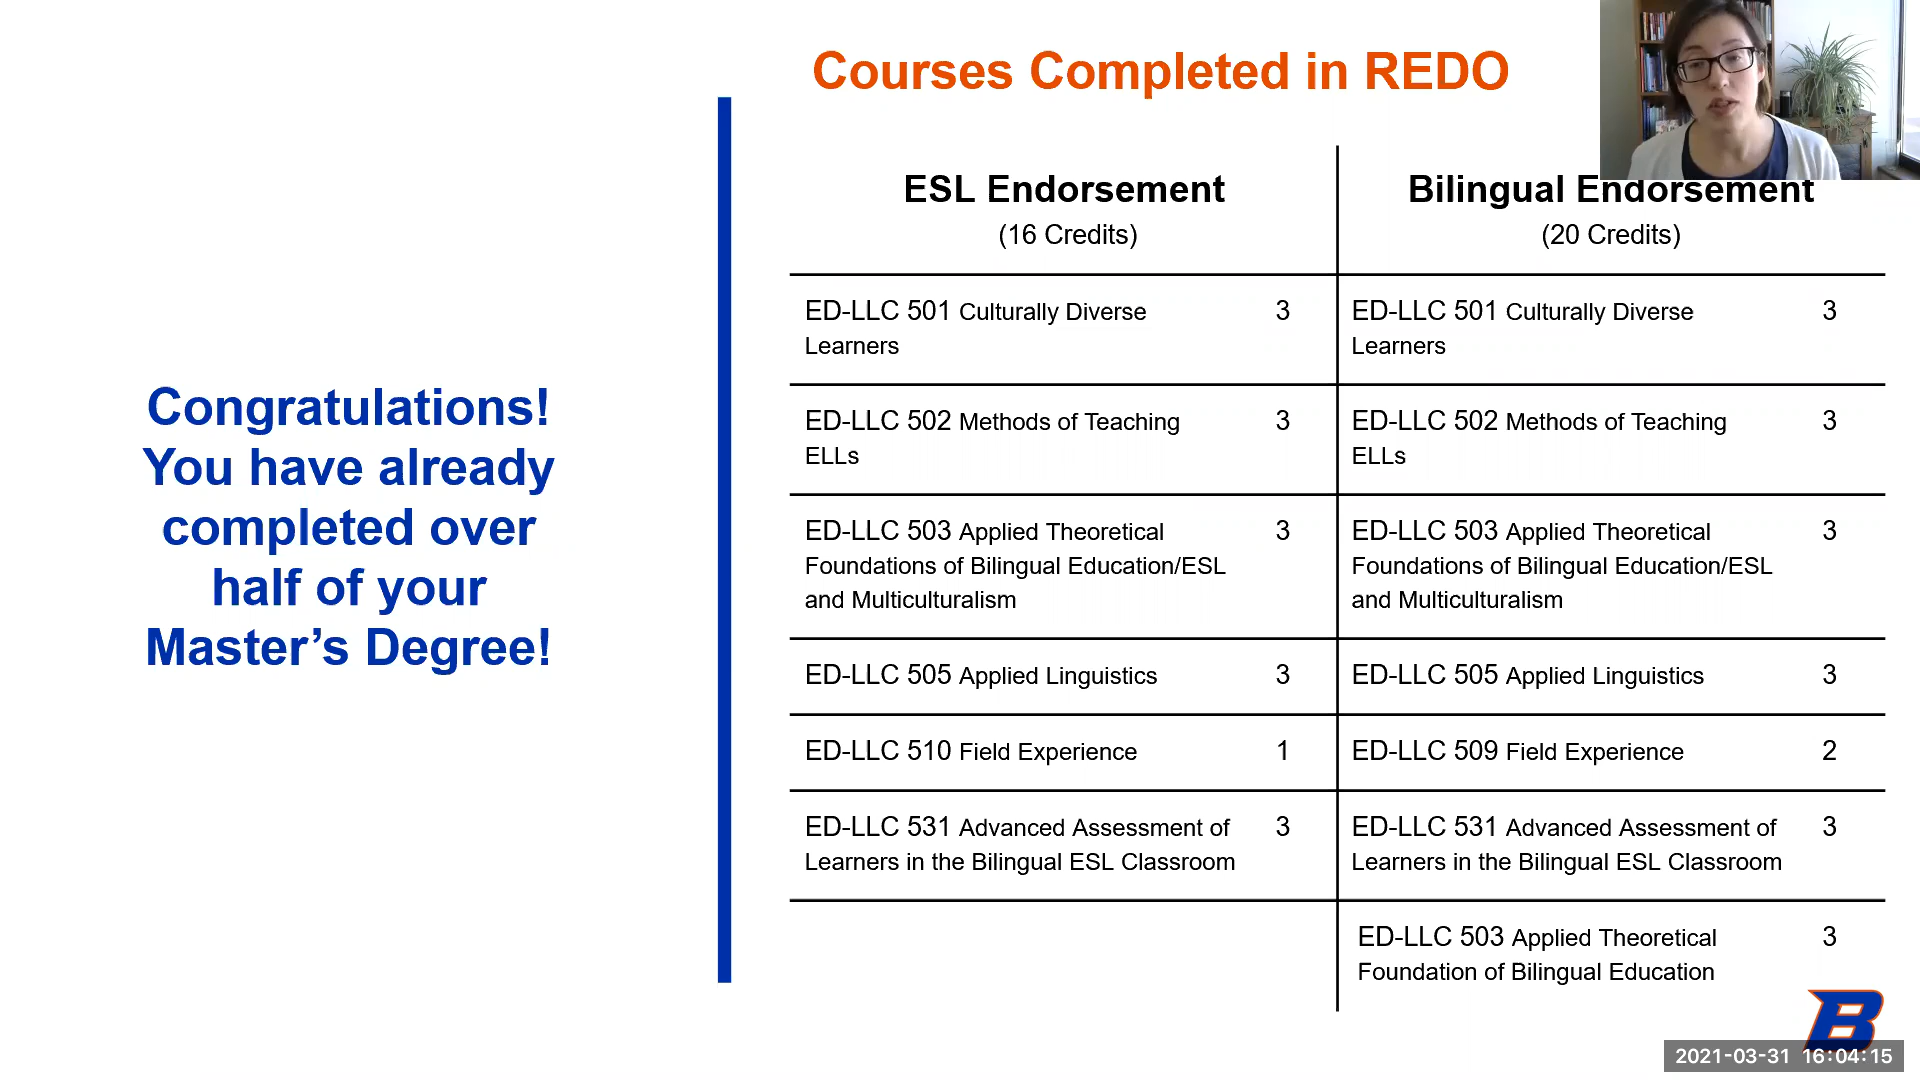 Courses Completed in REDO
Congratulations!
You have already
completed over
half of your
Master’s Degree!
ESL Endorsement
(16 Credits)
Bilingual Endorsement
(20 Credits)
ED-LLC 501 Culturally Diverse 3
Learners
ED-LLC 501 Culturally Diverse 3
Learners
ED-LLC 502 Methods of Teaching 3
ELLs
ED-LLC 502 Methods of Teaching 3
ELLs
ED-LLC 503 Applied Theoretical 3
Foundations of Bilingual Education/ESL
and Multiculturalism
ED-LLC 503 Applied Theoretical 3
Foundations of Bilingual Education/ESL
and Multiculturalism
ED-LLC 505 Applied Linguistics 3
ED-LLC 505 Applied Linguistics 3
ED-LLC 510 Field Experience 1
ED-LLC 509 Field Experience 2
ED-LLC 531 Advanced Assessment of 3
Learners in the Bilingual ESL Classroom
ED-LLC 531 Advanced Assessment of 3
Learners in the Bilingual ESL Classroom
ED-LLC 503 Applied Theoretical 3
Foundation of Bilingual Education
B
2021-03-31 16:04:15